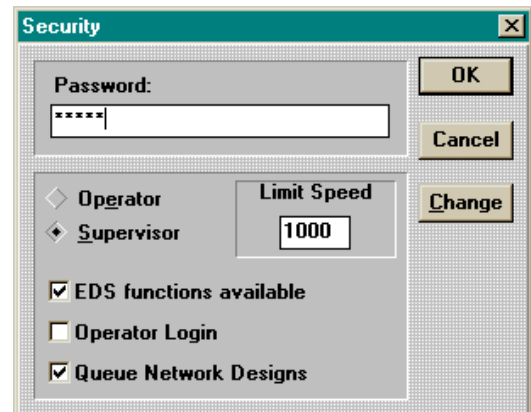 Security
Password:
*****
OK
Cancel
Change
Operator
Supervisor
Limit Speed
1000
EDS functions available
Operator Login
Queue Network Designs